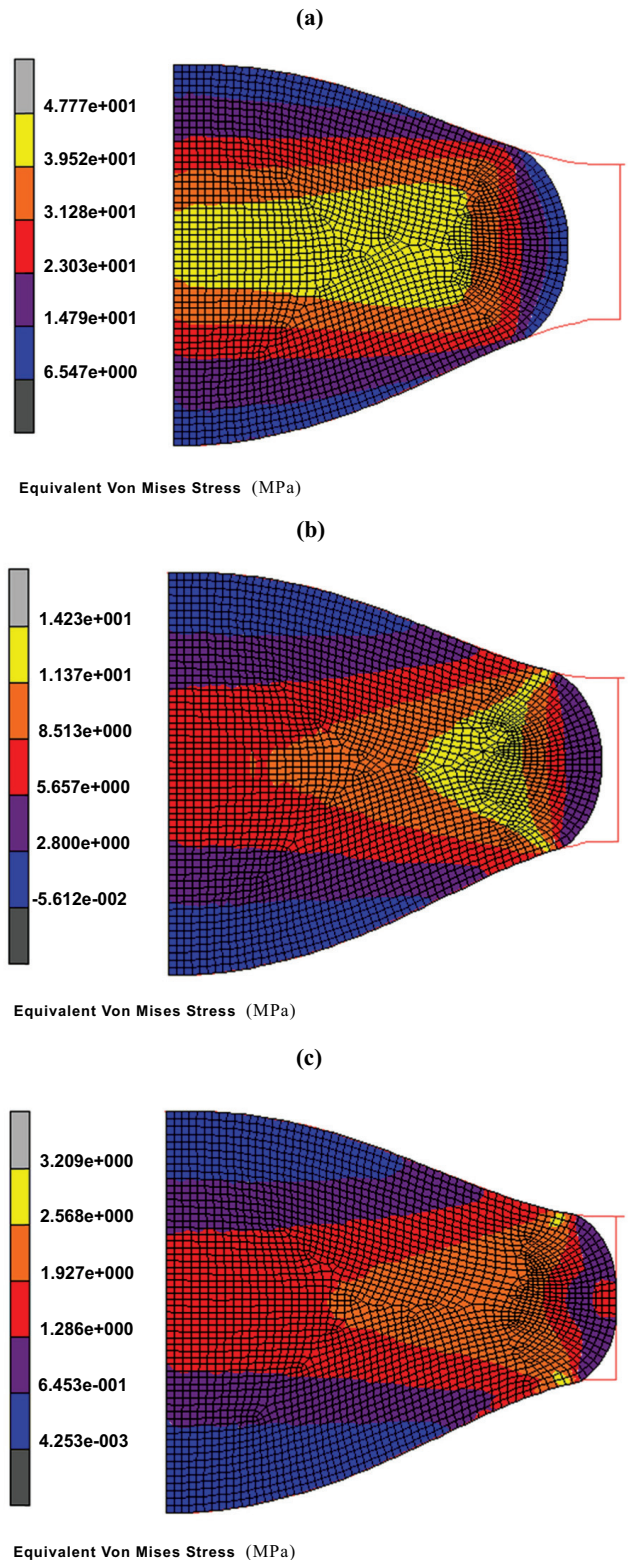 (a)
4.777e+001
3.952e+001
3.128e+001
2.303e+001
1.479e+001
6.547e+000
Equivalent Von Mises Stress (MPa)
(b)
1.423e+001
1.137e+001
8.513e+000
5.657e+000
2.800e+000
-5.612e-002
Equivalent Von Mises Stress (MPa)
(c)
3.209e+000
2.568e+000
1.927e+000
1.286e+000
6.453e-001
4.253e-003
Equivalent Von Mises Stress (MPa)